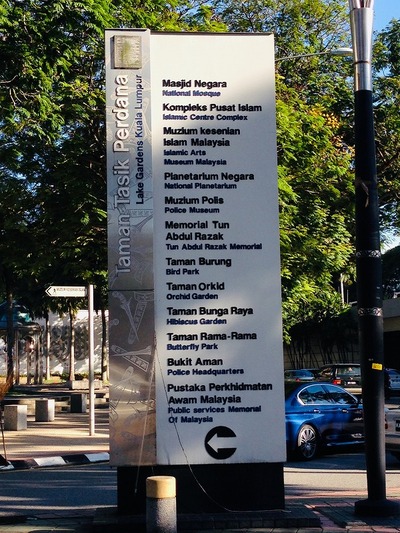 Taman Tasik Perdana
Lake Gardens Kuala Lumpur
Masjid Negara
National Mosque
Kompleks Pusat Islam
Islamic Centre Complex
Muzium kesenian
Islam Malaysia
Islamic Arts
Museum Malaysia
Planetarium Negara
National Planetarium
Muzium Polis
Police Museum
Memorial Tun
Abdul Razak
Tun Abdul Razak Memorial
Taman Burung
Bird Park
Taman Orkid
Orchid Garden
Taman Bunga Raya
Hibiscus Garden
Taman Rama-Rama
Butterfly Park
Bukit Aman
Police Headquarters
Pustaka Perkhidmatan
Awam Malaysia
Public services Memorial
Of Malaysia